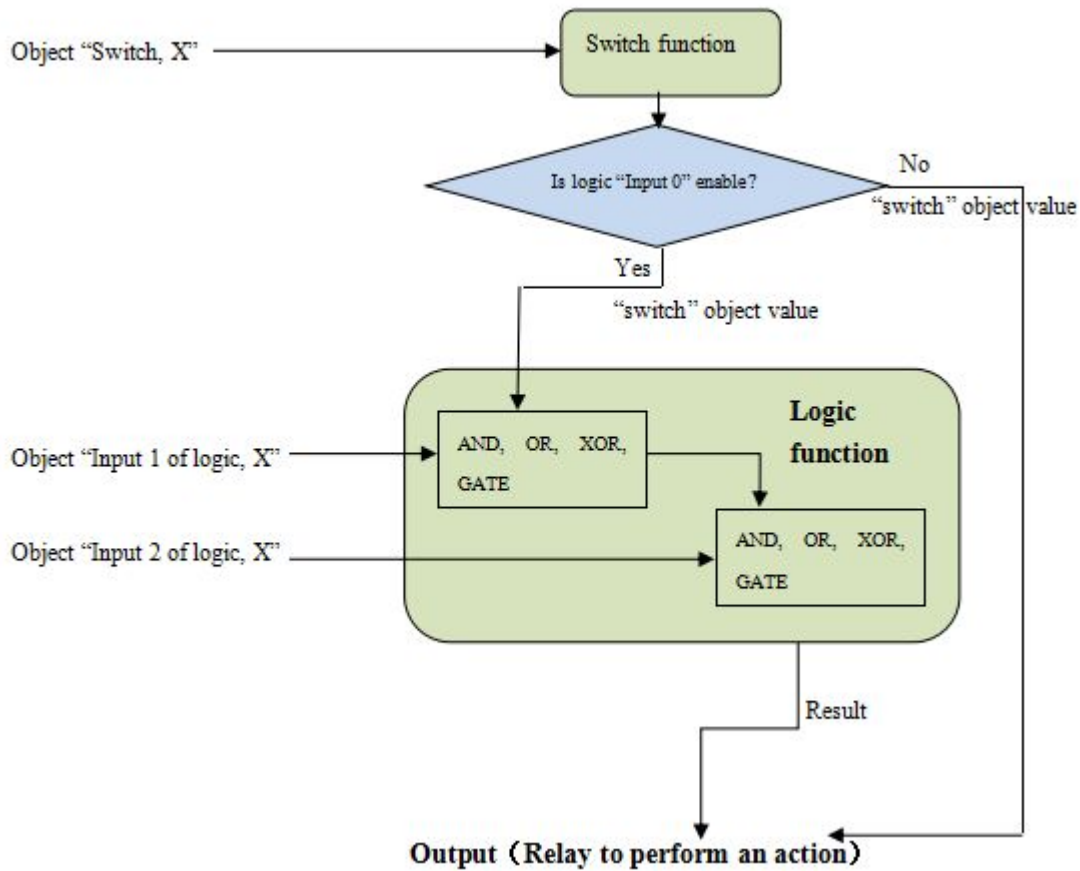 Switch function
Object “Switch, X”
No
Is logic “Input 0” enable?
“switch” object value
Yes
“switch” object value
Logic
function
AND, OR, XOR,
GATE
Object “Input 1 of logic, X”
AND, OR, XOR,
GATE
Object “Input 2 of logic, X”
Result
Output（Relay to perform an action）